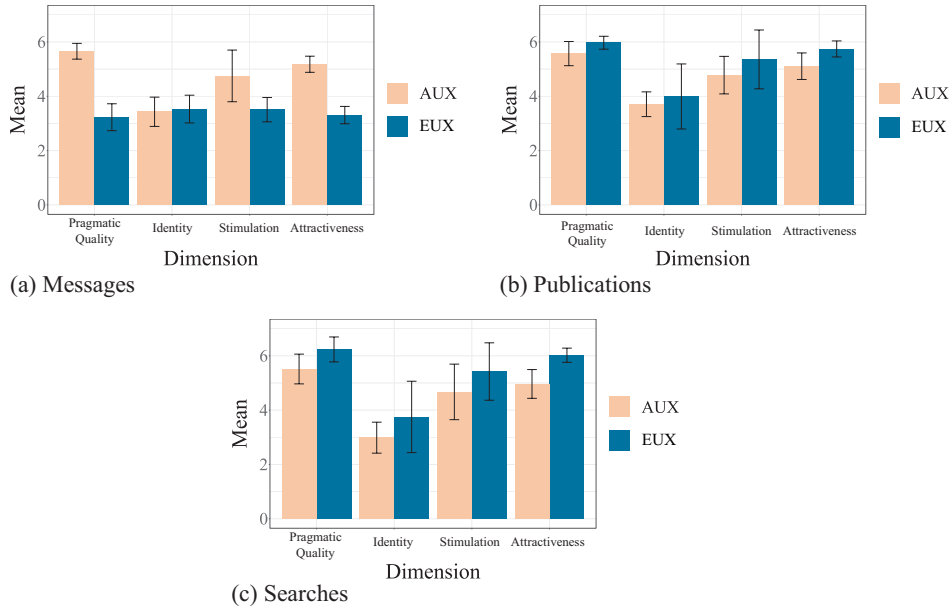 6
4
2
0
Mean
Pragmatic
Quality
Identity
Stimulation
Attractiveness
Dimension
AUX
EUX
(a) Messages
6
4
2
0
Mean
Pragmatic
Quality
Identity
Stimulation
Attractiveness
Dimension
AUX
EUX
(b) Publications
6
4
2
0
Mean
Pragmatic
Quality
Identity
Stimulation
Attractiveness
Dimension
AUX
EUX
(c) Searches